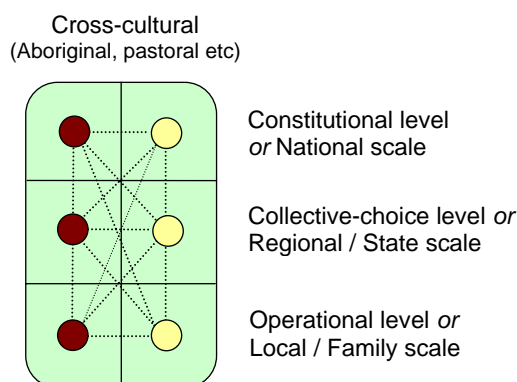 Cross-cultural
(Aboriginal, pastoral etc)
Constitutional level
or National scale
Collective-choice level or
Regional / State scale
Operational level or
Local / Family scale